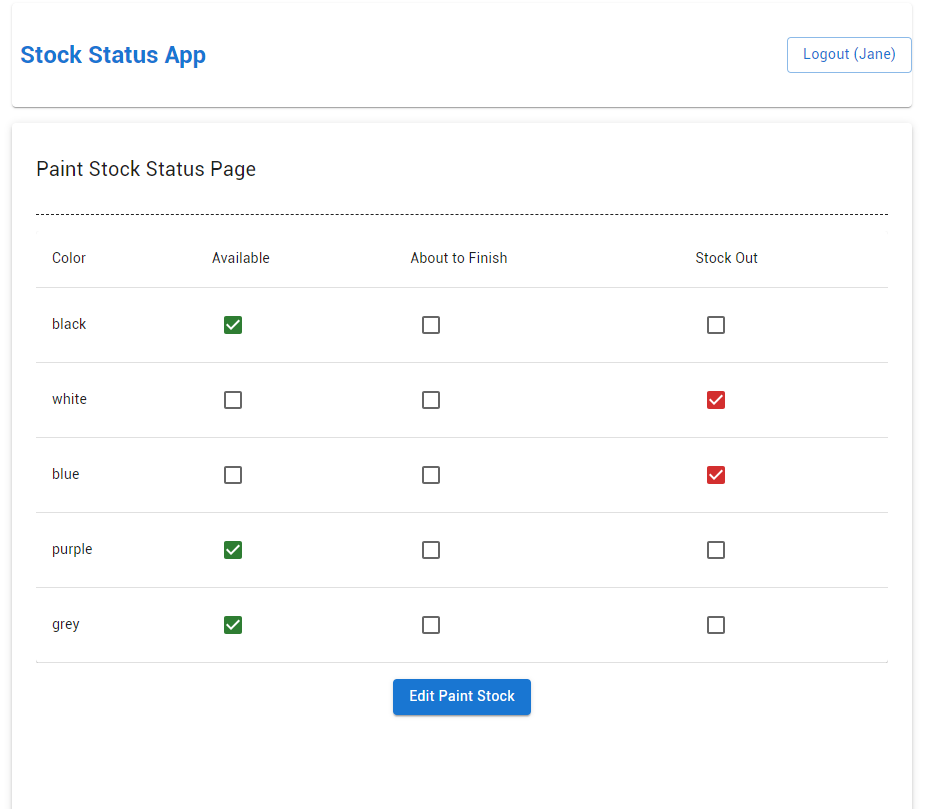 Stock Status App
Logout (Jane)
Paint Stock Status Page
Color Available About to Finish Stock Out
black
white
blue
purple
grey
Edit Paint Stock